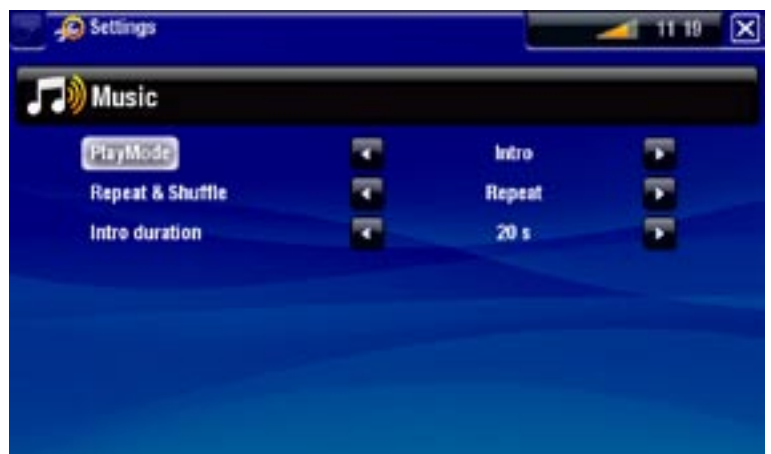 Settings 11 19
Music
PlayMode Intro
Repeat & Shuffle Repeat
Intro duration 20 s